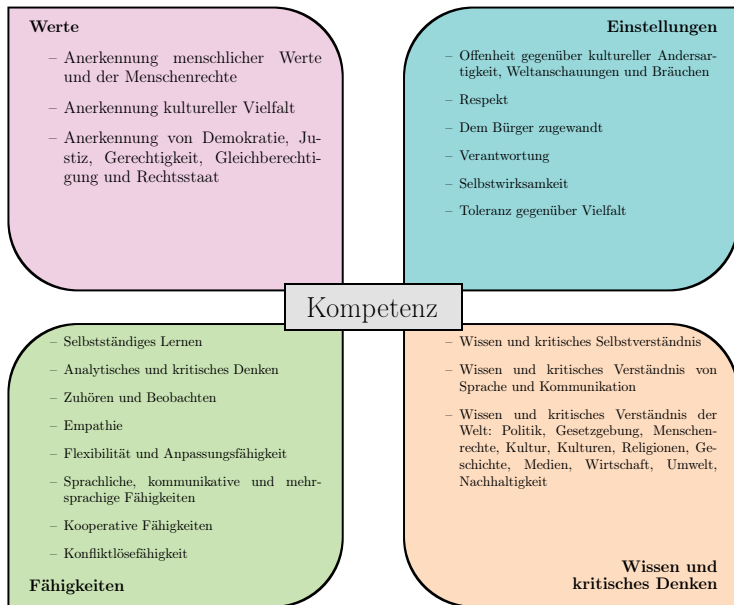 Werte
– Anerkennung menschlicher Werte
und der Menschenrechte
– Anerkennung kultureller Vielfalt
– Anerkennung von Demokratie, Ju-
stiz, Gerechtigkeit, Gleichberechti-
gung und Rechtsstaat
Einstellungen
– Offenheit gegenüber kultureller Andersar-
tigkeit, Weltanschauungen und Bräuchen
– Respekt
– Dem Bürger zugewandt
– Verantwortung
– Selbstwirksamkeit
– Toleranz gegenüber Vielfalt
Kompetenz
– Selbstständiges Lernen
– Analytisches und kritisches Denken
– Zuhören und Beobachten
– Empathie
– Flexibilität und Anpassungsfähigkeit
– Sprachliche, kommunikative und mehr-
sprachige Fähigkeiten
– Kooperative Fähigkeiten
– Konfliktlösefähigkeit
Fähigkeiten
– Wissen und kritisches Selbstverständnis
– Wissen und kritisches Verständnis von
Sprache und Kommunikation
– Wissen und kritisches Verständnis der
Welt: Politik, Gesetzgebung, Menschen-
rechte, Kultur, Kulturen, Religionen, Ge-
schichte, Medien, Wirtschaft, Umwelt,
Nachhaltigkeit
Wissen und
kritisches Denken